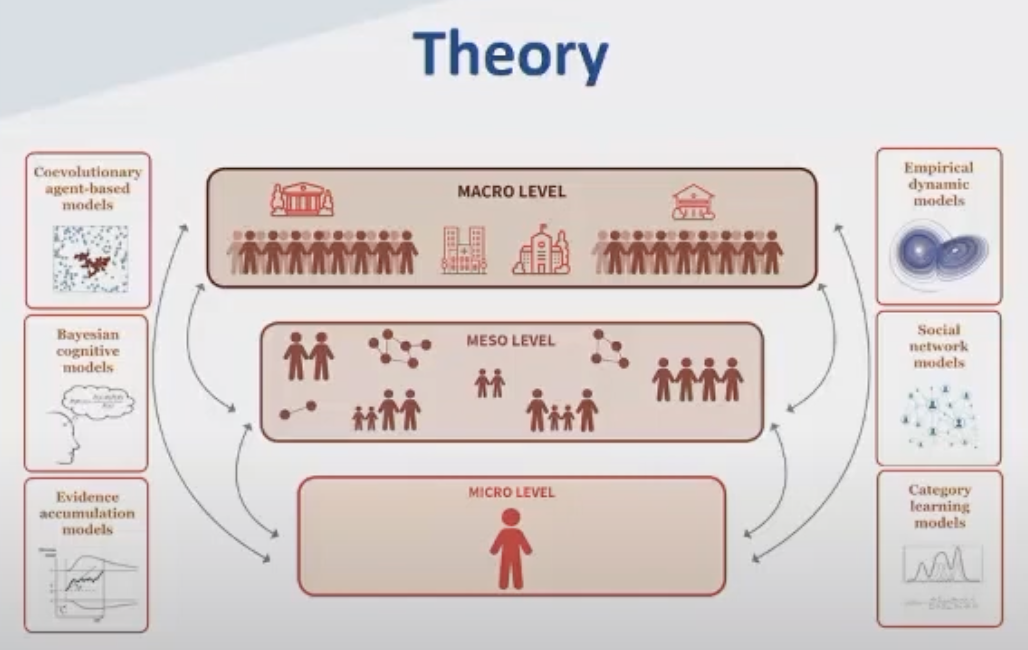 Theory
Coevolutionary
agent-based
models
Bayesian
cognitive
models
Evidence
accumulation
models
MACRO LEVEL
MESO LEVEL
MICRO LEVEL
Empirical
dynamic
models
Social
network
models
Category
learning
models